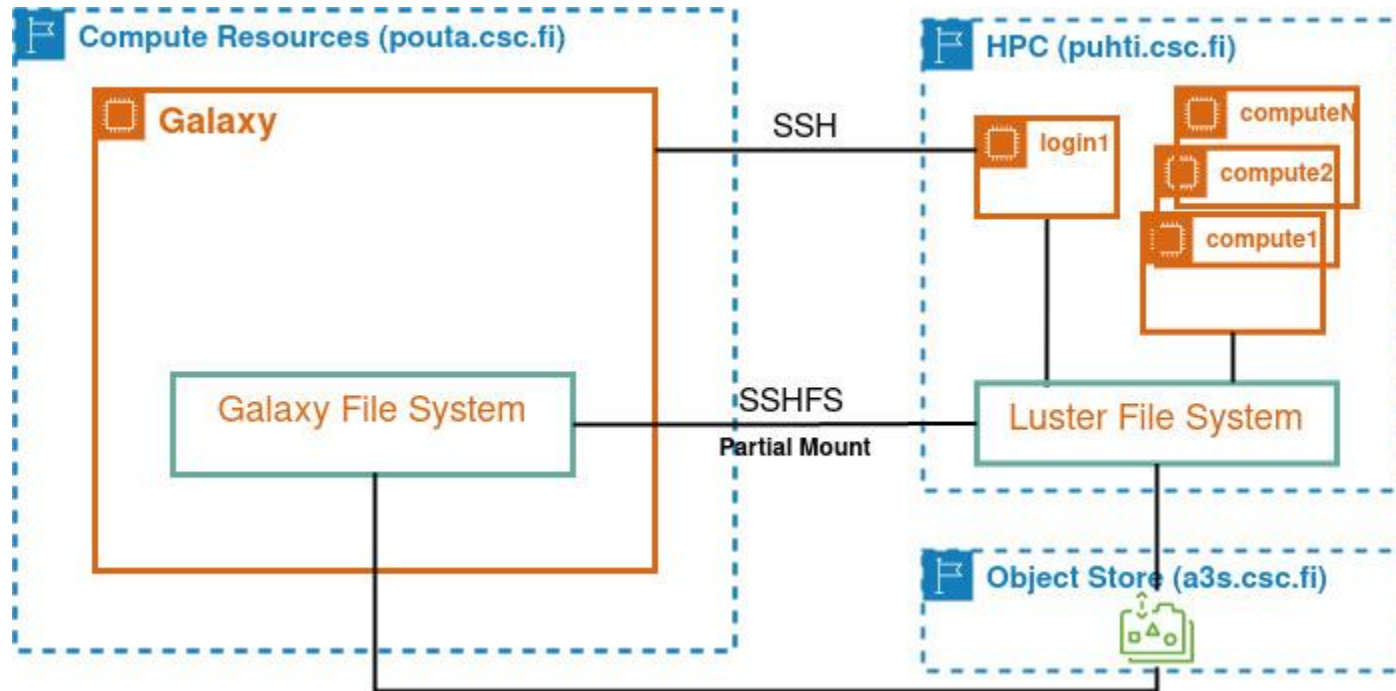 Compute Resources (pouta.csc.fi)
HPC (puhti.csc.fi)
Galaxy
SSH
login1
computeN
compute2
compute1
Galaxy File System
SSHFS
Partial Mount
Luster File System
Object Store (a3s.csc.fi)